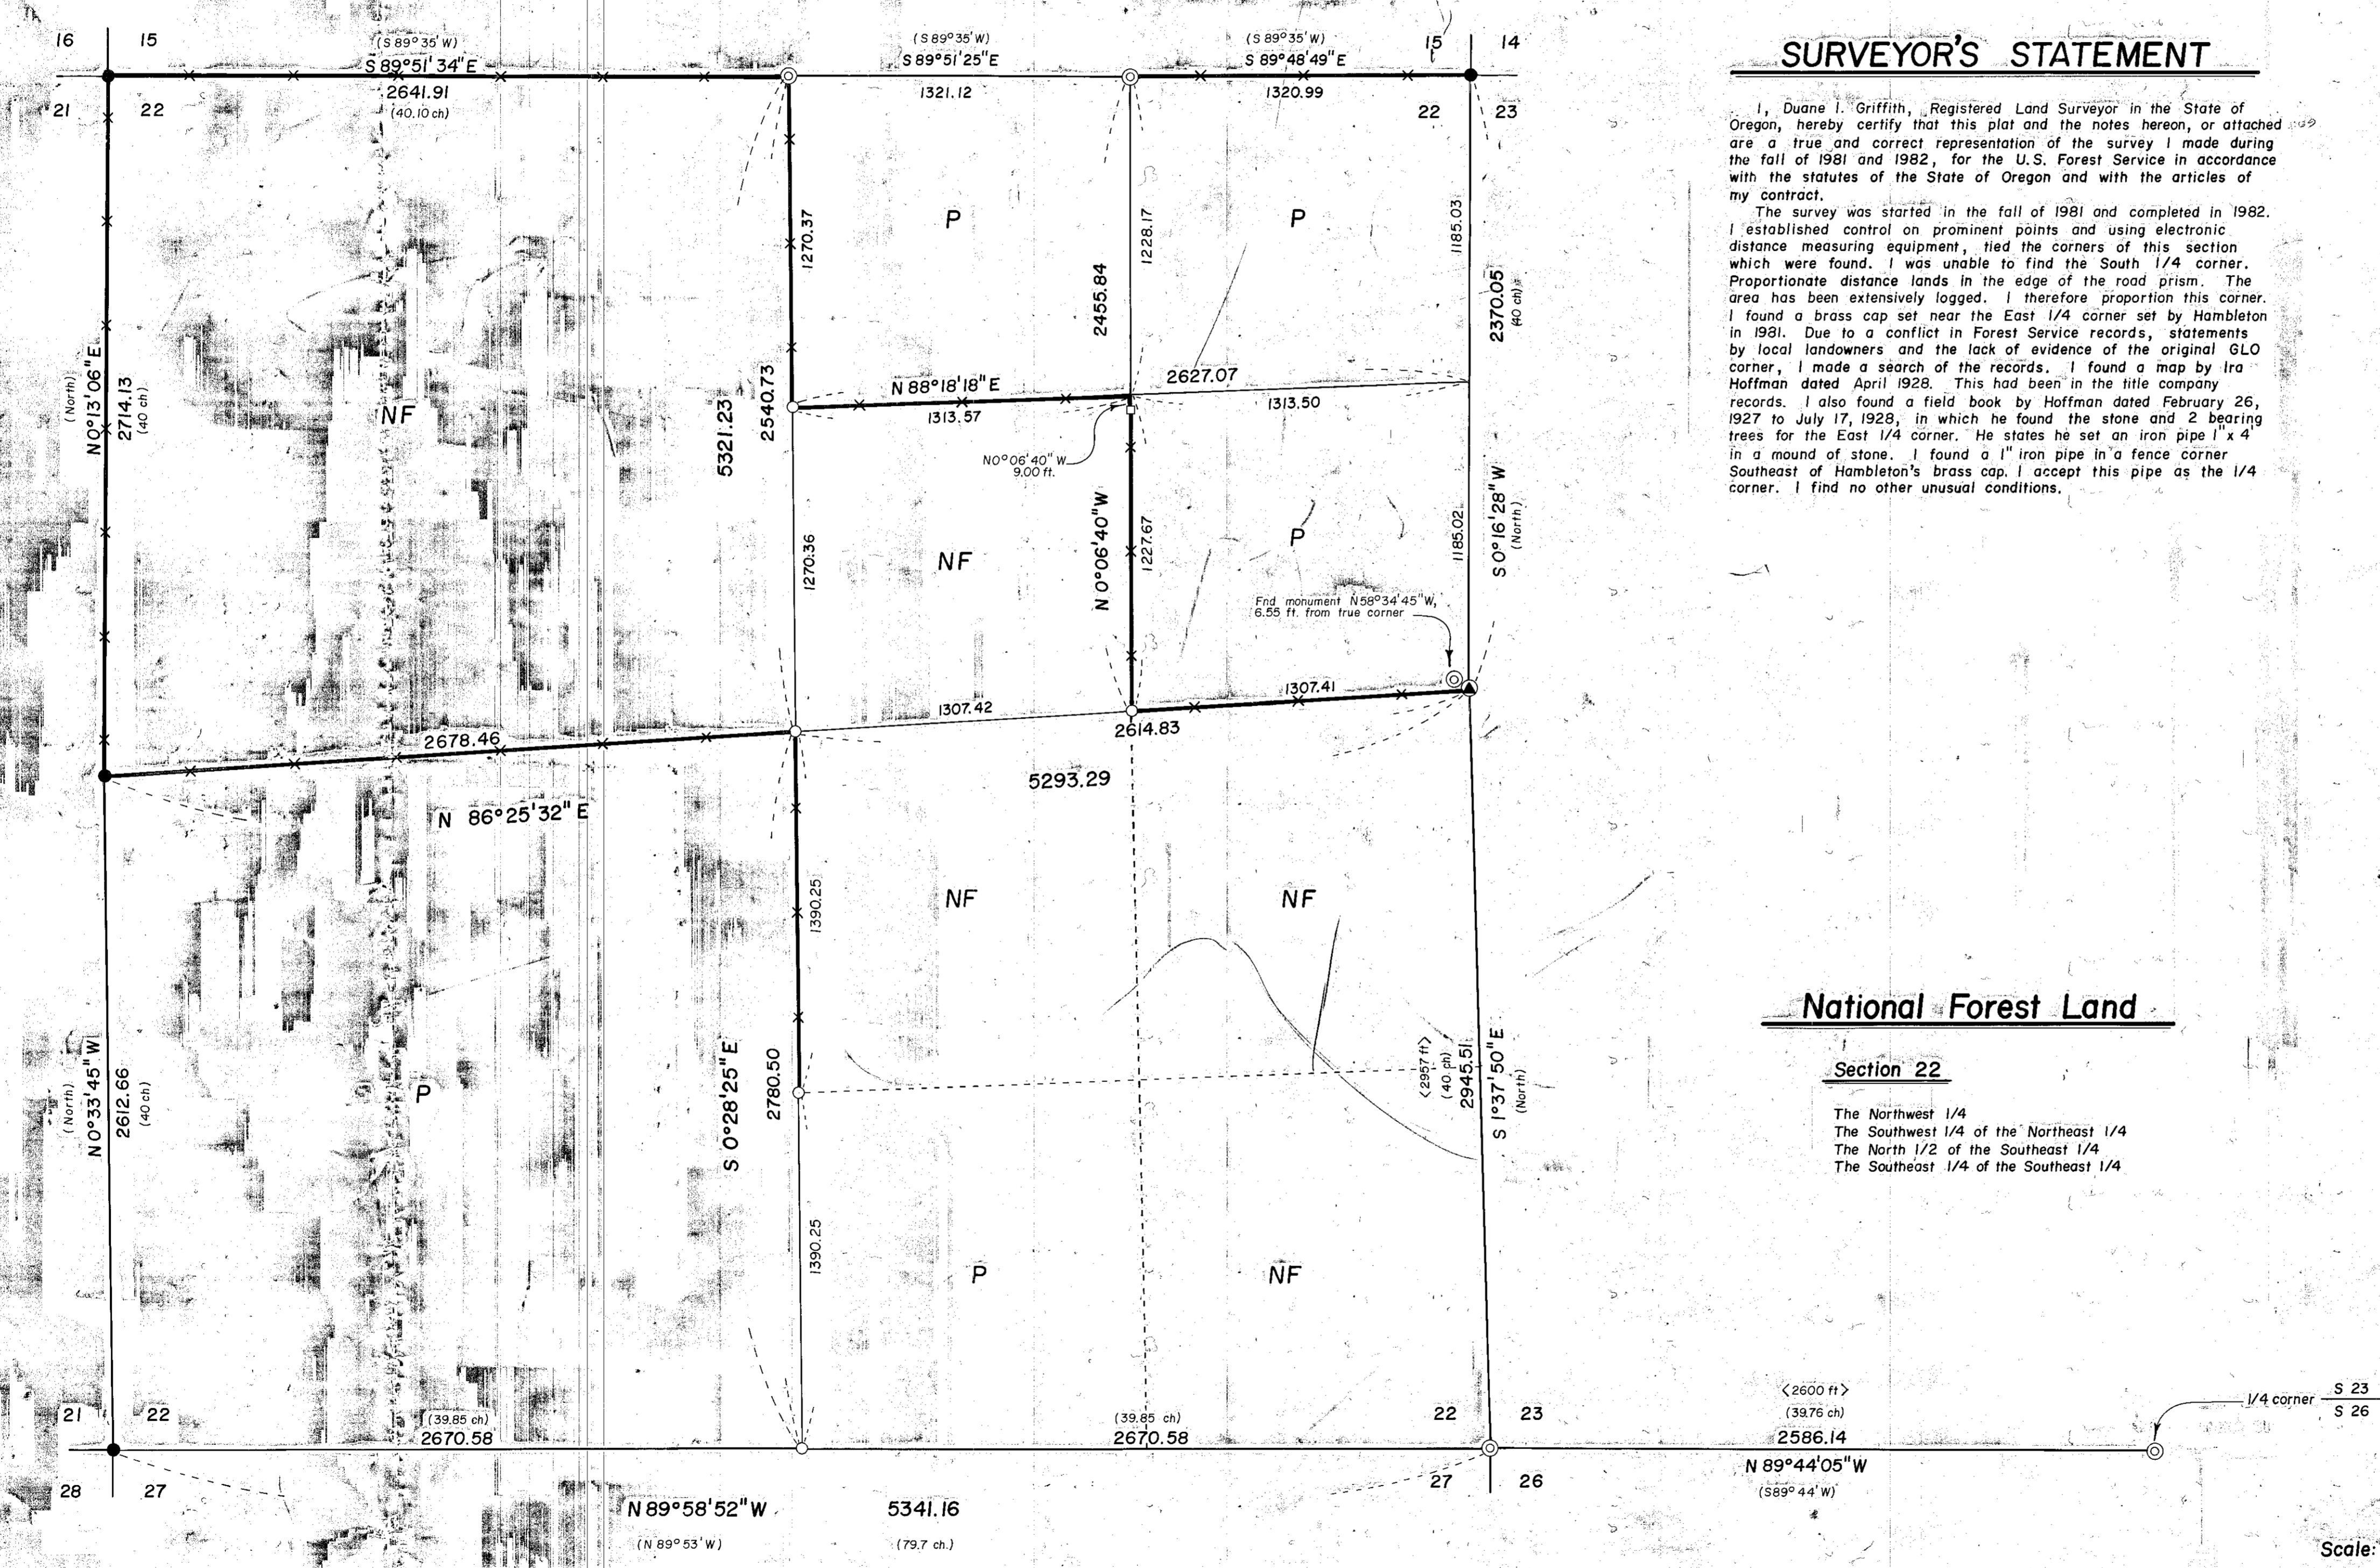 16 15
(S 89°35'W)
S 89°51'34"E
2641.91
(40.10 ch)
21 22
(S 89°35'W)
S 89°51'25"E
1321.12
(S 89°35'W)
S 89°48'49"E
1320.99
15 14
22 23
(North)
N 0°13'06"E
2714.13
(40 ch)
NF
1270.37
P
1228.17
P
1185.03
2455.84
2370.05
(40 ch)
5321.23
2540.73
N 88°18'18"E
1313.57
2627.07
1313.50
N0°06'40"W
9.00 ft.
1270.36
NF
N 0°06'40"W
1227.67
P
1185.02
S 0°16'28"W
(North)
Fnd monument N58°34'45"W,
6.55 ft. from true corner
2678.46
1307.42
1307.41
2614.83
5293.29
N 86°25'32"E
1390.25
NF
NF
(North)
N 0°33'45"W
2612.66
(40 ch)
P
S 0°28'25"E
2780.50
1390.25
<2957 ft>
(40 ch)
2945.51
S 1°37'50"E
(North)
P
NF
21 22
28 27
(39.85 ch)
2670.58
(39.85 ch)
2670.58
22 23
27 26
N 89°58'52"W 5341.16
(N 89°53'W) (79.7 ch.)
<2600 ft>
(39.76 ch)
2586.14
N 89°44'05"W
(S89°44'W)
1/4 corner
S 23
S 26
Scale:
SURVEYOR'S STATEMENT
I, Duane I. Griffith, Registered Land Surveyor in the State of
Oregon, hereby certify that this plat and the notes hereon, or attached
are a true and correct representation of the survey I made during
the fall of 1981 and 1982, for the U.S. Forest Service in accordance
with the statutes of the State of Oregon and with the articles of
my contract.
The survey was started in the fall of 1981 and completed in 1982.
I established control on prominent points and using electronic
distance measuring equipment, tied the corners of this section
which were found. I was unable to find the South 1/4 corner.
Proportionate distance lands in the edge of the road prism. The
area has been extensively logged. I therefore proportion this corner.
I found a brass cap set near the East 1/4 corner set by Hambleton
in 1981. Due to a conflict in Forest Service records, statements
by local landowners and the lack of evidence of the original GLO
corner, I made a search of the records. I found a map by Ira
Hoffman dated April 1928. This had been in the title company
records. I also found a field book by Hoffman dated February 26,
1927 to July 17, 1928, in which he found the stone and 2 bearing
trees for the East 1/4 corner. He states he set an iron pipe 1" x 4'
in a mound of stone. I found a 1" iron pipe in a fence corner
Southeast of Hambleton's brass cap. I accept this pipe as the 1/4
corner. I find no other unusual conditions.
National Forest Land
Section 22
The Northwest 1/4
The Southwest 1/4 of the Northeast 1/4
The North 1/2 of the Southeast 1/4
The Southeast 1/4 of the Southeast 1/4